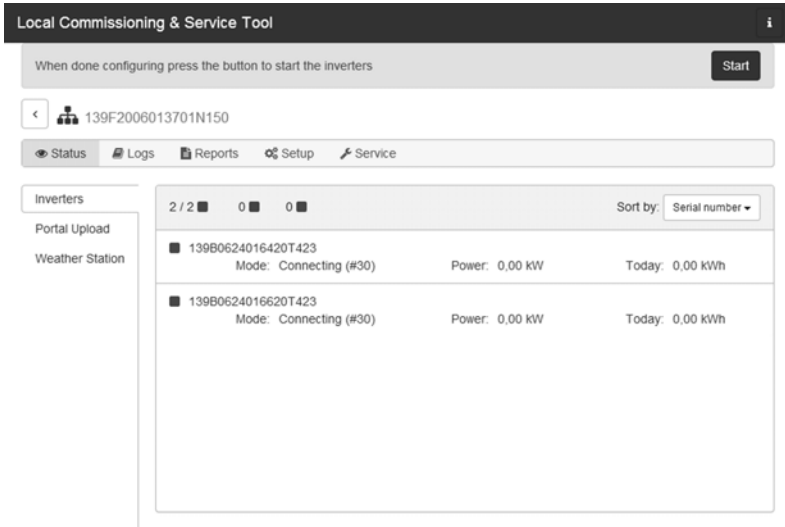 Local Commissioning & Service Tool i
When done configuring press the button to start the inverters Start
139F2006013701N150
Status Logs Reports Setup Service
Inverters
Portal Upload
Weather Station
2 / 2 0 0 Sort by: Serial number
139B0624016420T423
Mode: Connecting (#30) Power: 0,00 kW Today: 0,00 kWh
139B0624016620T423
Mode: Connecting (#30) Power: 0,00 kW Today: 0,00 kWh